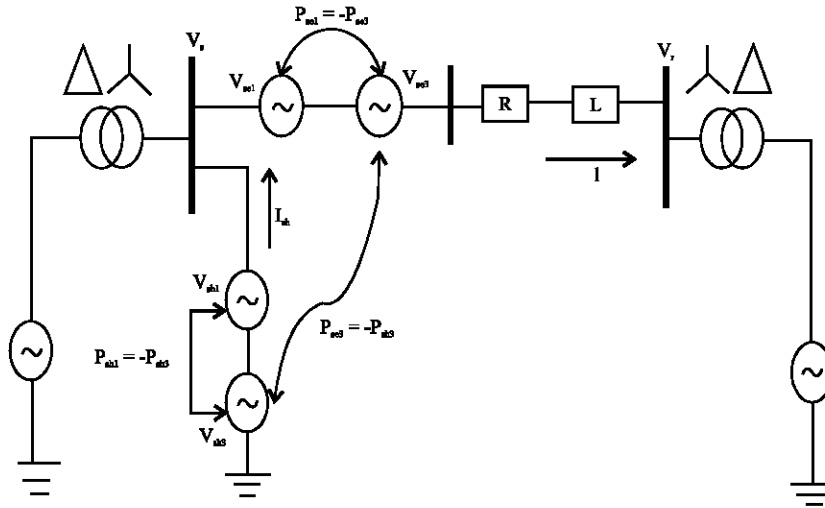 P_se1 = -P_se3
V_s
V_se1
V_se3
V_r
R
L
I
I_sh
V_sh1
P_se3 = -P_sh3
P_sh1 = -P_sh3
V_sh3